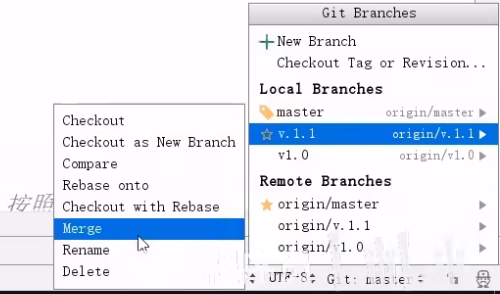 Git Branches
New Branch
Checkout Tag or Revision...
Local Branches
master origin/master
v.1.1 origin/v.1.1
v1.0 origin/v1.0
Remote Branches
origin/master
origin/v.1.1
origin/v1.0
Checkout
Checkout as New Branch
Compare
Rebase onto
Checkout with Rebase
Merge
Rename
Delete
按照
UTF-8 Git: master